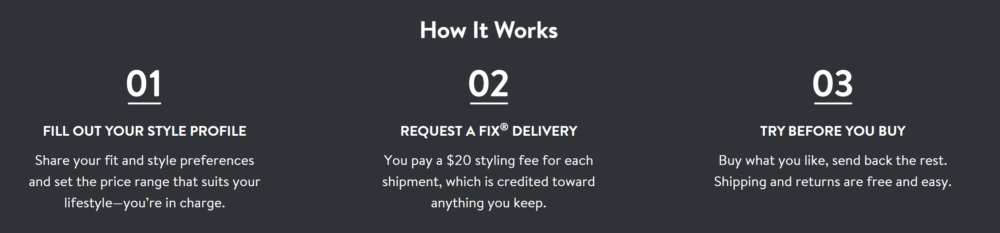 How It Works
01
FILL OUT YOUR STYLE PROFILE
Share your fit and style preferences
and set the price range that suits your
lifestyle—you’re in charge.
02
REQUEST A FIX® DELIVERY
You pay a $20 styling fee for each
shipment, which is credited toward
anything you keep.
03
TRY BEFORE YOU BUY
Buy what you like, send back the rest.
Shipping and returns are free and easy.